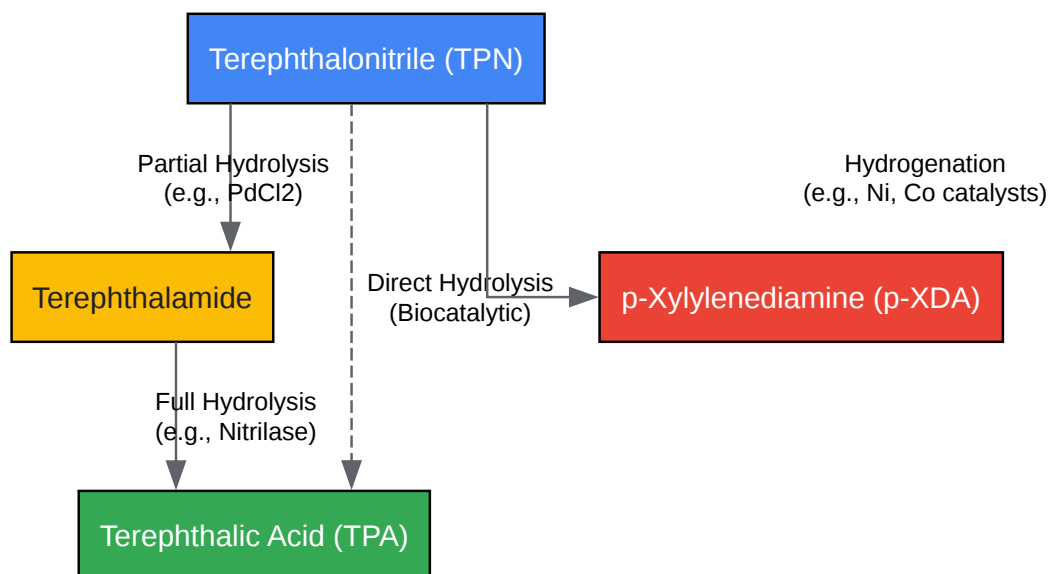 Terephthalonitrile (TPN)
Partial Hydrolysis
(e.g., PdCl2)
Hydrogenation
(e.g., Ni, Co catalysts)
Terephthalamide
Direct Hydrolysis
(Biocatalytic)
p-Xylylenediamine (p-XDA)
Full Hydrolysis
(e.g., Nitrilase)
Terephthalic Acid (TPA)